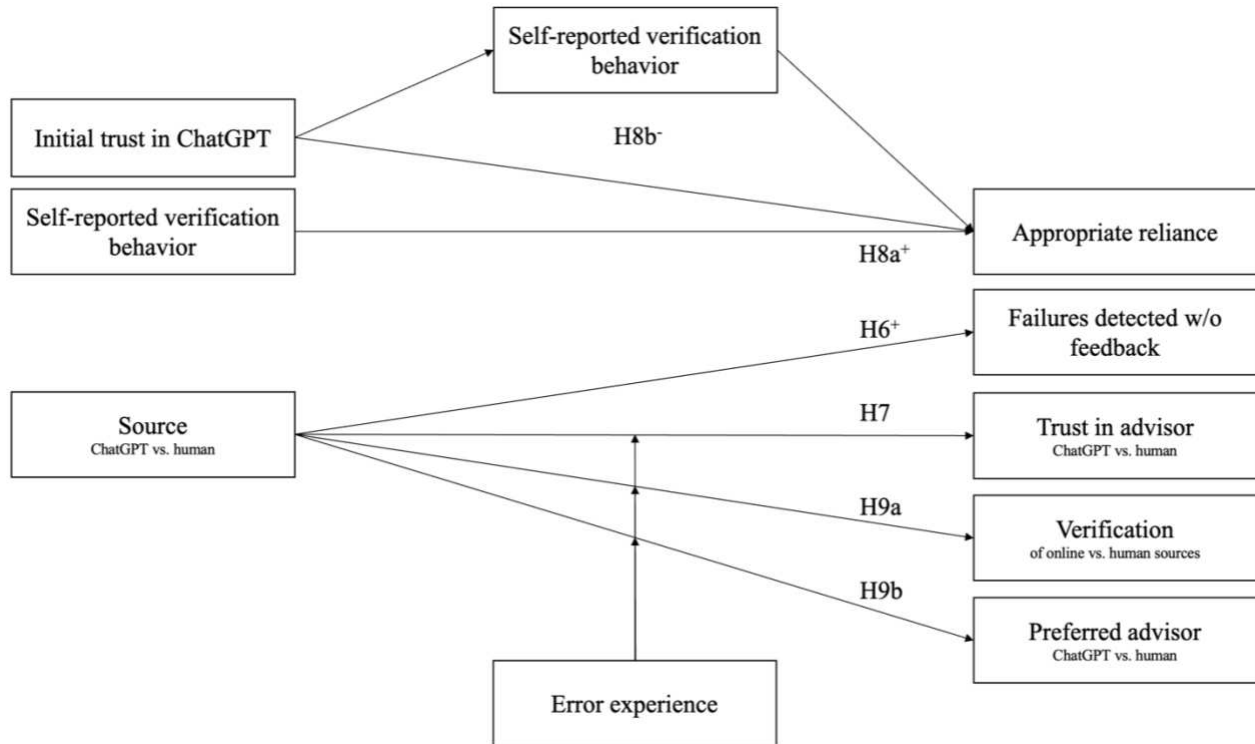 Self-reported verification
behavior
Initial trust in ChatGPT
H8b-
Self-reported verification
behavior
Appropriate reliance
H8a+
H6+
Failures detected w/o
feedback
Source
ChatGPT vs. human
H7
Trust in advisor
ChatGPT vs. human
H9a
Verification
of online vs. human sources
H9b
Preferred advisor
ChatGPT vs. human
Error experience